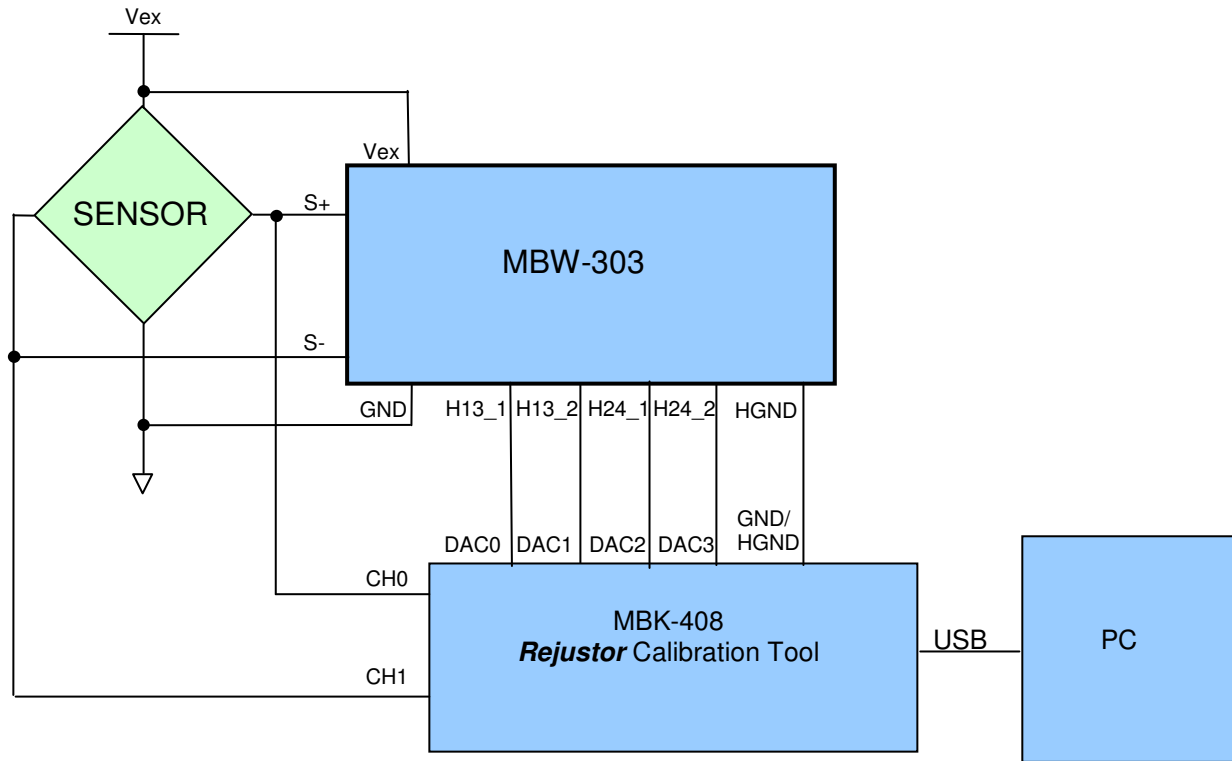 Vex
Vex
SENSOR
S+
MBW-303
S-
GND
H13_1
H13_2
H24_1
H24_2
HGND
GND/
HGND
DAC0
DAC1
DAC2
DAC3
CH0
MBK-408
Rejustor Calibration Tool
USB
PC
CH1